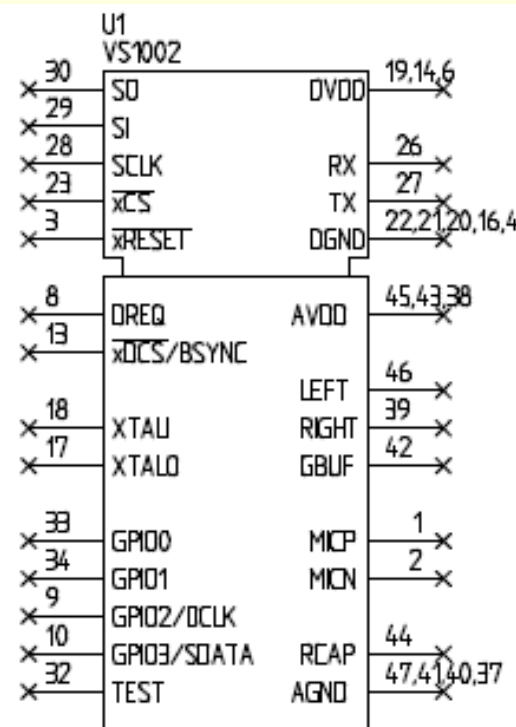 U1
VS1002
30 SO DVDD 19,14,6
29 SI
28 SCLK RX 26
23 xCS TX 27
3 xRESET DGND 22,21,20,16,4
8 DREQ AVDD 45,43,38
13 xDCS/BSYNC
LEFT 46
18 XTALI RIGHT 39
17 XTALO GBUF 42
33 GPIO0 MICP 1
34 GPIO1 MICN 2
9 GPIO2/DCLK
10 GPIO3/SDATA RCAP 44
32 TEST AGND 47,41,40,37